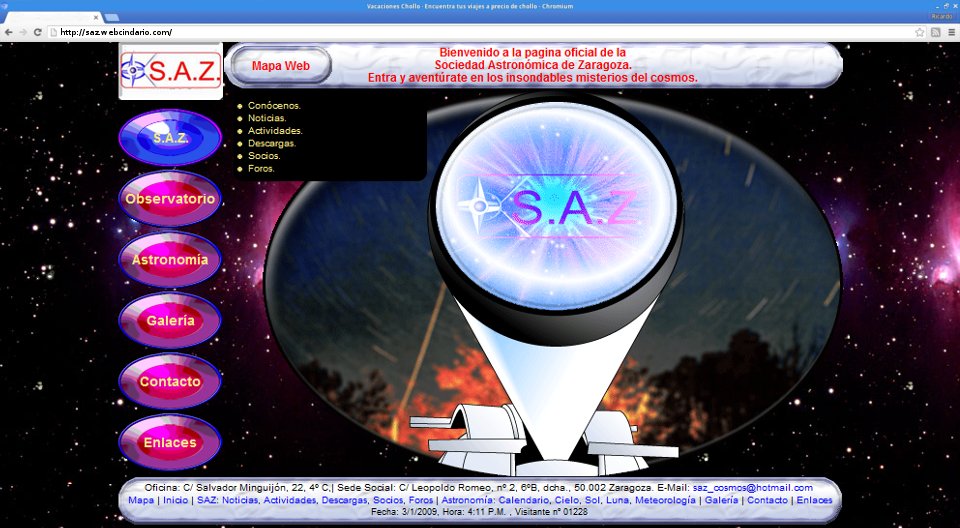 Vacaciones Chollo - Encuentra tus viajes a precio de chollo - Chromium
Ricardo
http://saz.webcindario.com/
S.A.Z.
Mapa Web
Bienvenido a la pagina oficial de la
Sociedad Astronómica de Zaragoza.
Entra y aventúrate en los insondables misterios del cosmos.
Conócenos.
Noticias.
Actividades.
Descargas.
Socios.
Foros.
S.A.Z.
Observatorio
Astronomía
Galería
Contacto
Enlaces
S.A.Z
Oficina: C/ Salvador Minguijón, 22, 4º C,| Sede Social: C/ Leopoldo Romeo, nº 2, 6ºB, dcha., 50.002 Zaragoza. E-Mail: saz_cosmos@hotmail.com
Mapa | Inicio | SAZ: Noticias, Actividades, Descargas, Socios, Foros | Astronomía: Calendario, Cielo, Sol, Luna, Meteorología | Galería | Contacto | Enlaces
Fecha: 3/1/2009, Hora: 4:11 P.M. , Visitante nº 01228